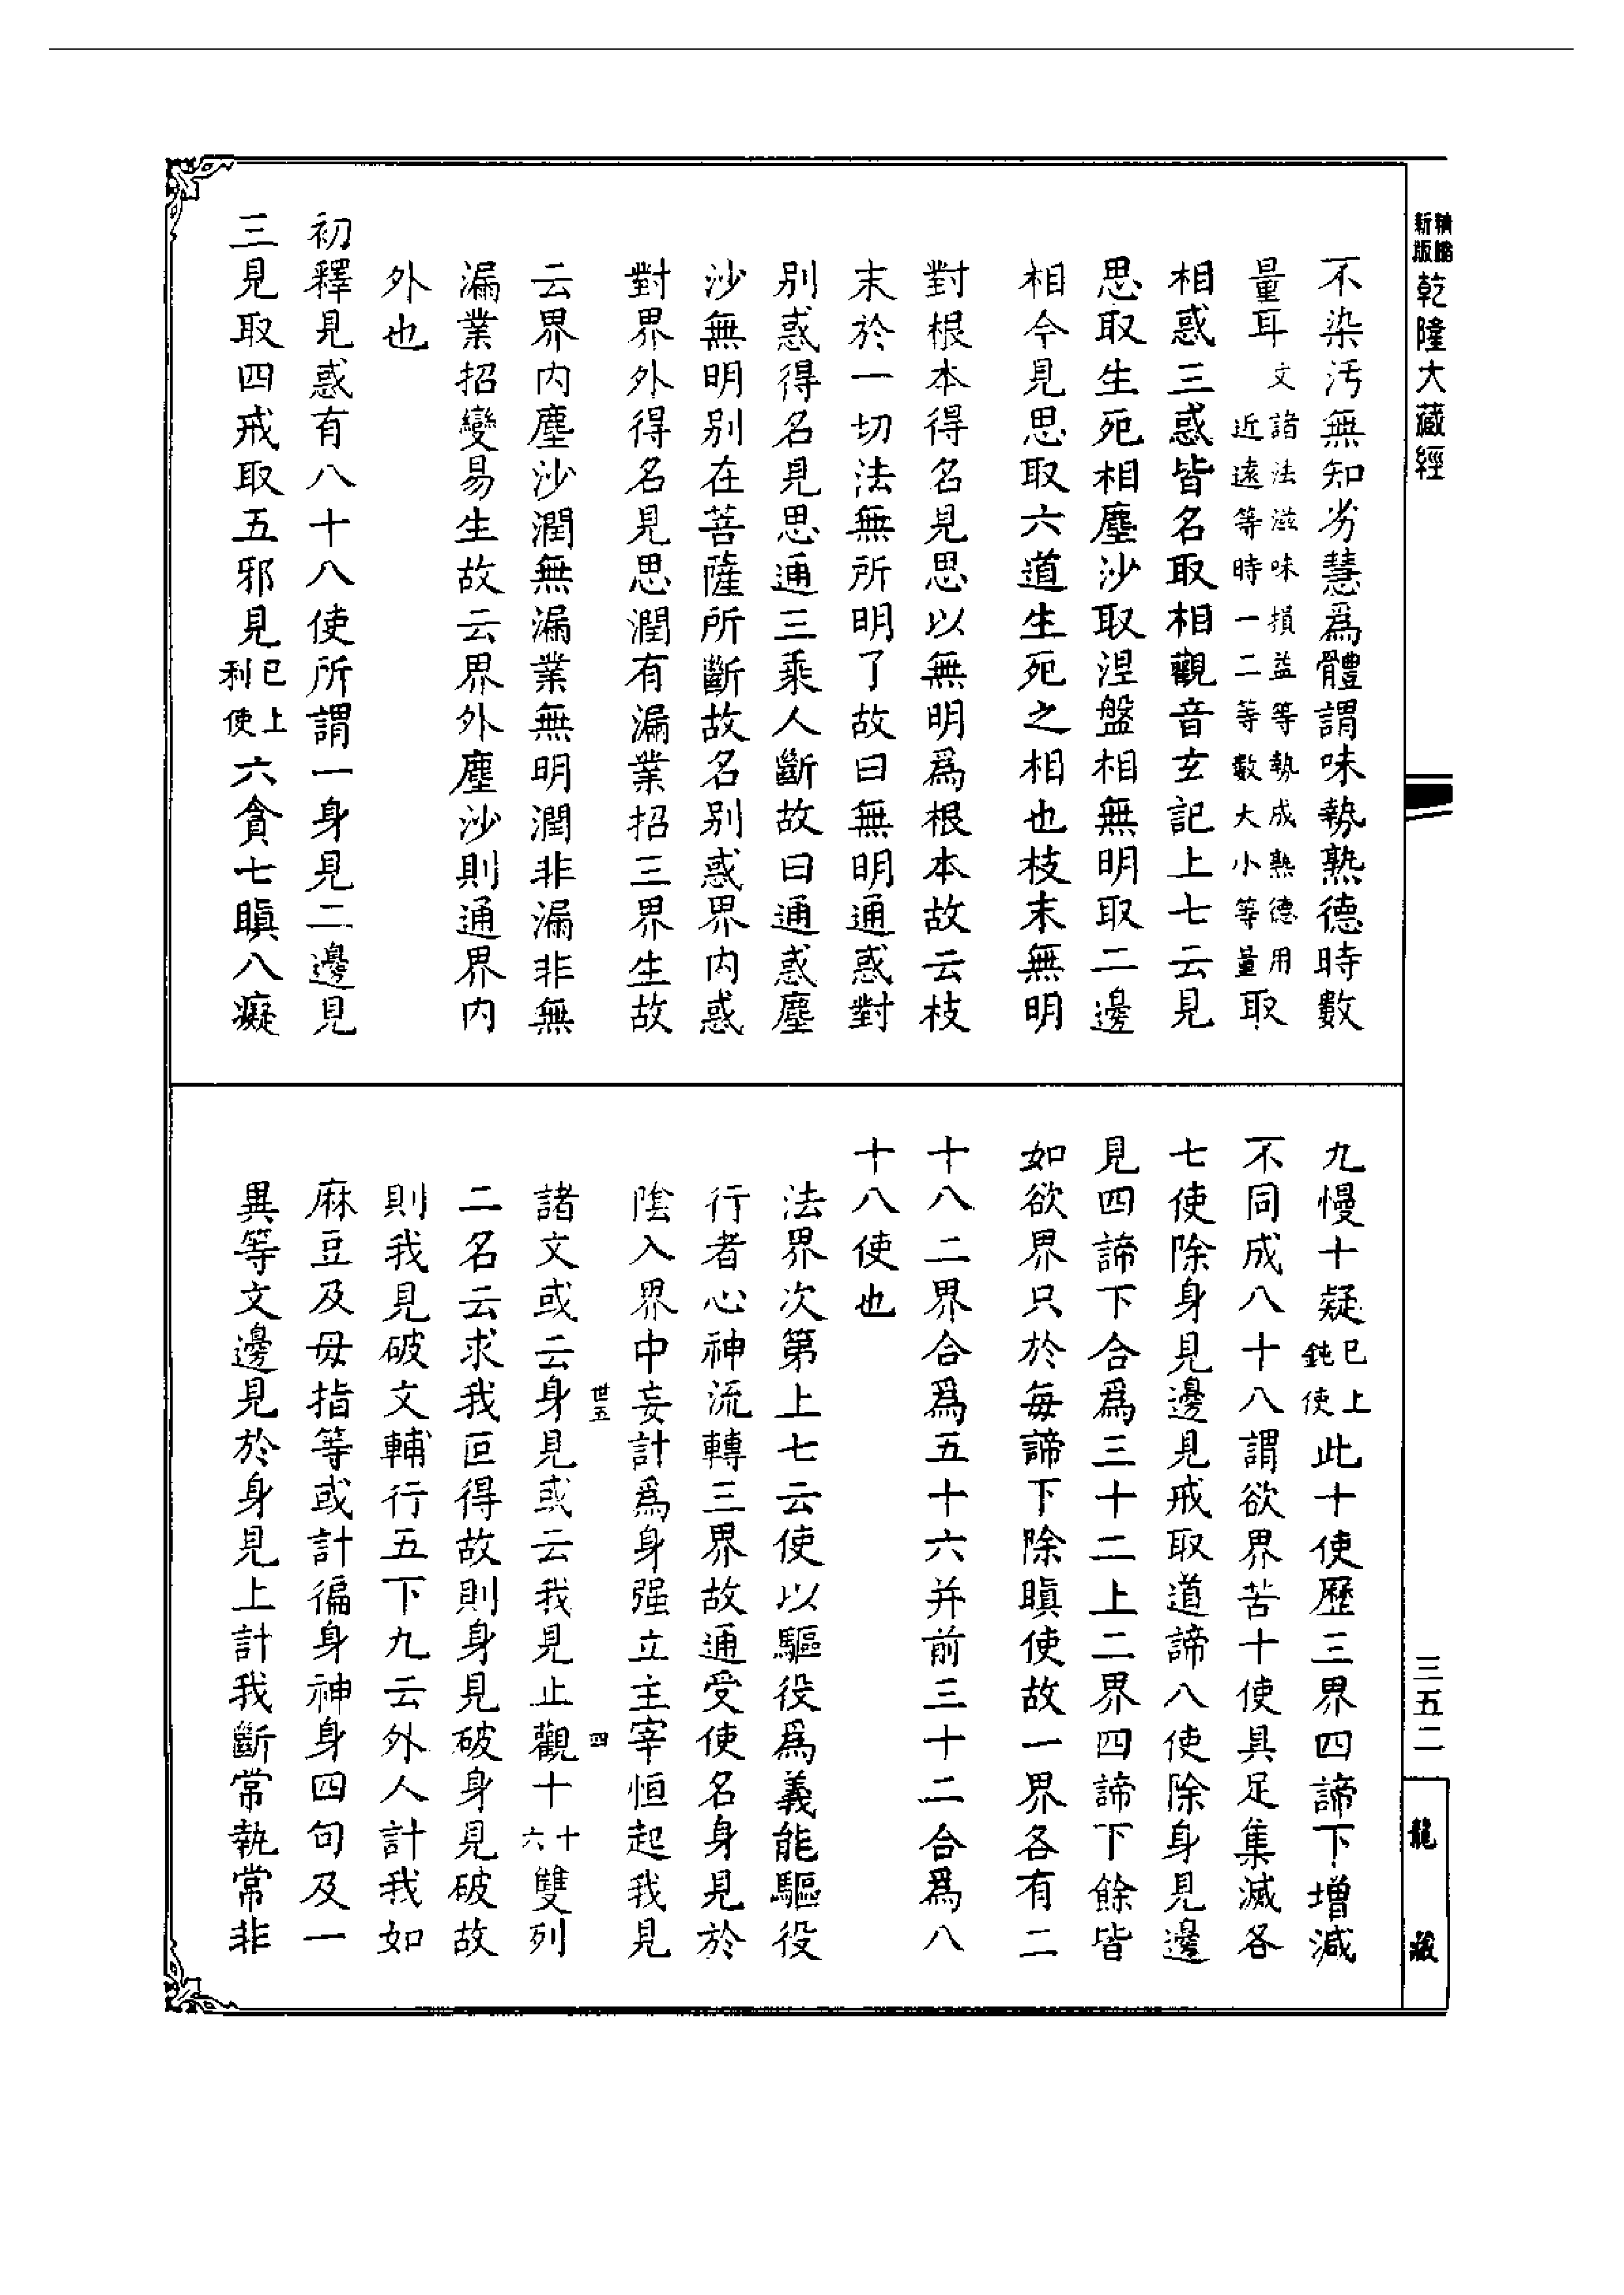 新版 精縮 乾隆大藏經
不染汚無知劣慧爲體謂味勢熟德時數
量耳文諸法滋味損益等勢成熟德用近遠等時一二等數大小等量取
相惑三惑皆名取相觀音玄記上七云見
思取生死相塵沙取涅盤相無明取二邊
相今見思取六道生死之相也枝末無明
對根本得名見思以無明爲根本故云枝
末於一切法無所明了故曰無明通惑對
別惑得名見思通三乘人斷故曰通惑塵
沙無明別在菩薩所斷故名別惑界內惑
對界外得名見思潤有漏業招三界生故
云界內塵沙潤無漏業無明潤非漏非無
漏業招變易生故云界外塵沙則通界內
外也
初釋見惑有八十八使所謂一身見二邊見
三見取四戒取五邪見已上利使六貪七瞋八癡
九慢十疑已上鈍使此十使歷三界四諦下增減
不同成八十八謂欲界苦十使具足集滅各
七使除身見邊見戒取道諦八使除身見邊
見四諦下合爲三十二上二界四諦下餘皆
如欲界只於每諦下除瞋使故一界各有二
十八二界合爲五十六并前三十二合爲八
十八使也
法界次第上七云使以驅役爲義能驅役
行者心神流轉三界故通受使名身見於
陰入界中妄計爲身强立主宰恒起我見
世五
四
諸文或云身見或云我見止觀十十六雙列
二名云求我叵得故則身見破身見破故
則我見破文輔行五下九云外人計我如
麻豆及母指等或計徧身神身四句及一
異等文邊見於身見上計我斷常執常非
三五二
龍藏